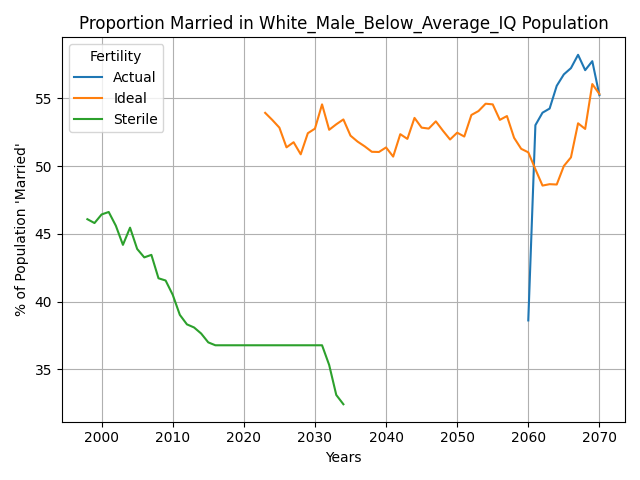 Proportion Married in White_Male_Below_Average_IQ Population
Fertility
Actual
Ideal
Sterile
% of Population 'Married'
55
50
45
40
35
2000 2010 2020 2030 2040 2050 2060 2070
Years